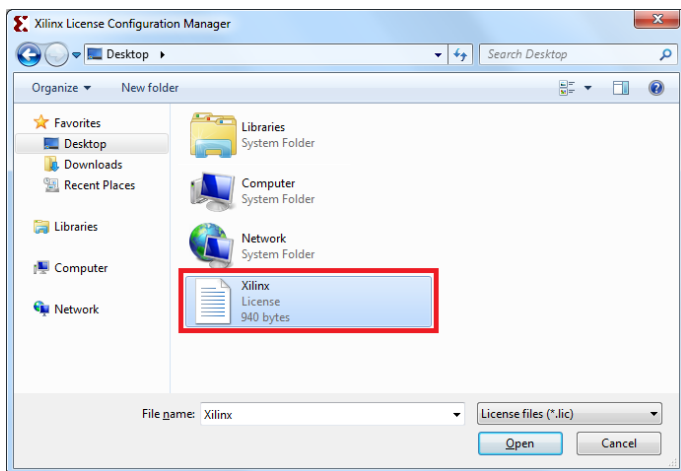 Xilinx License Configuration Manager
Desktop
Search Desktop
Organize
New folder
Favorites
Desktop
Downloads
Recent Places
Libraries
Computer
Network
Libraries
System Folder
Computer
System Folder
Network
System Folder
Xilinx
License
940 bytes
File name: Xilinx
License files (*.lic)
Open
Cancel